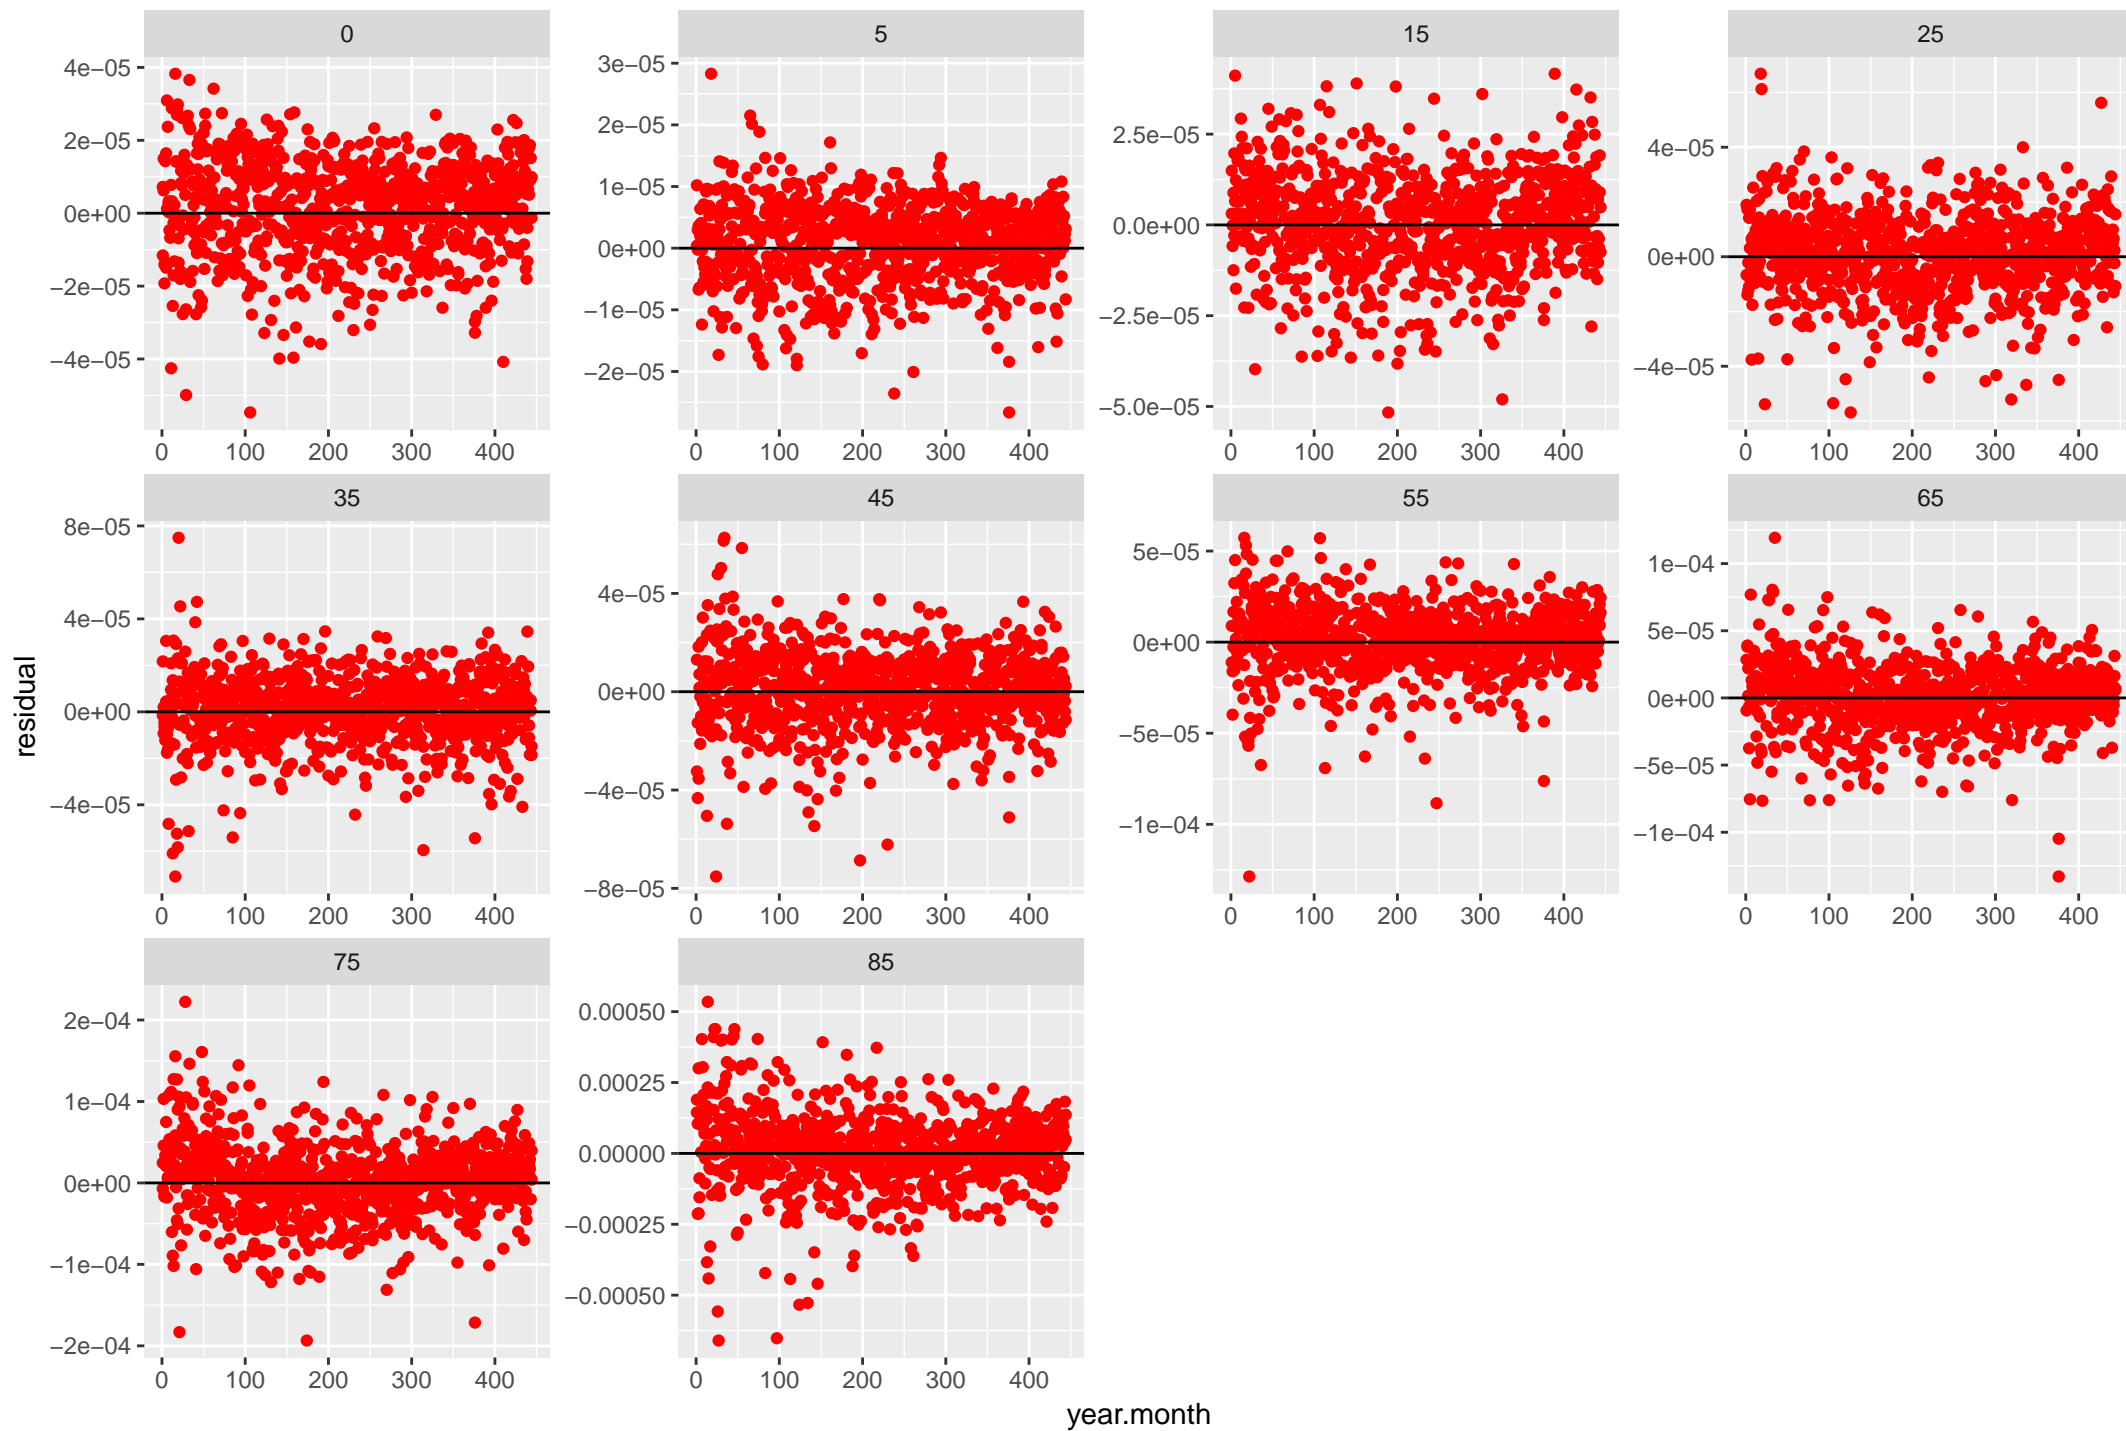 0 5 15 25
4e−05
2e−05
0e+00
−2e−05
−4e−05
3e−05
2e−05
1e−05
0e+00
−1e−05
−2e−05
2.5e−05
0.0e+00
−2.5e−05
−5.0e−05
4e−05
0e+00
−4e−05
0 100 200 300 400 0 100 200 300 400 0 100 200 300 400 0 100 200 300 400
35 45 55 65
8e−05
4e−05
0e+00
−4e−05
4e−05
0e+00
−4e−05
−8e−05
5e−05
0e+00
−5e−05
−1e−04
1e−04
5e−05
0e+00
−5e−05
−1e−04
0 100 200 300 400 0 100 200 300 400 0 100 200 300 400 0 100 200 300 400
75 85
2e−04
1e−04
0e+00
−1e−04
−2e−04
0.00050
0.00025
0.00000
−0.00025
−0.00050
0 100 200 300 400 0 100 200 300 400
residual
year.month